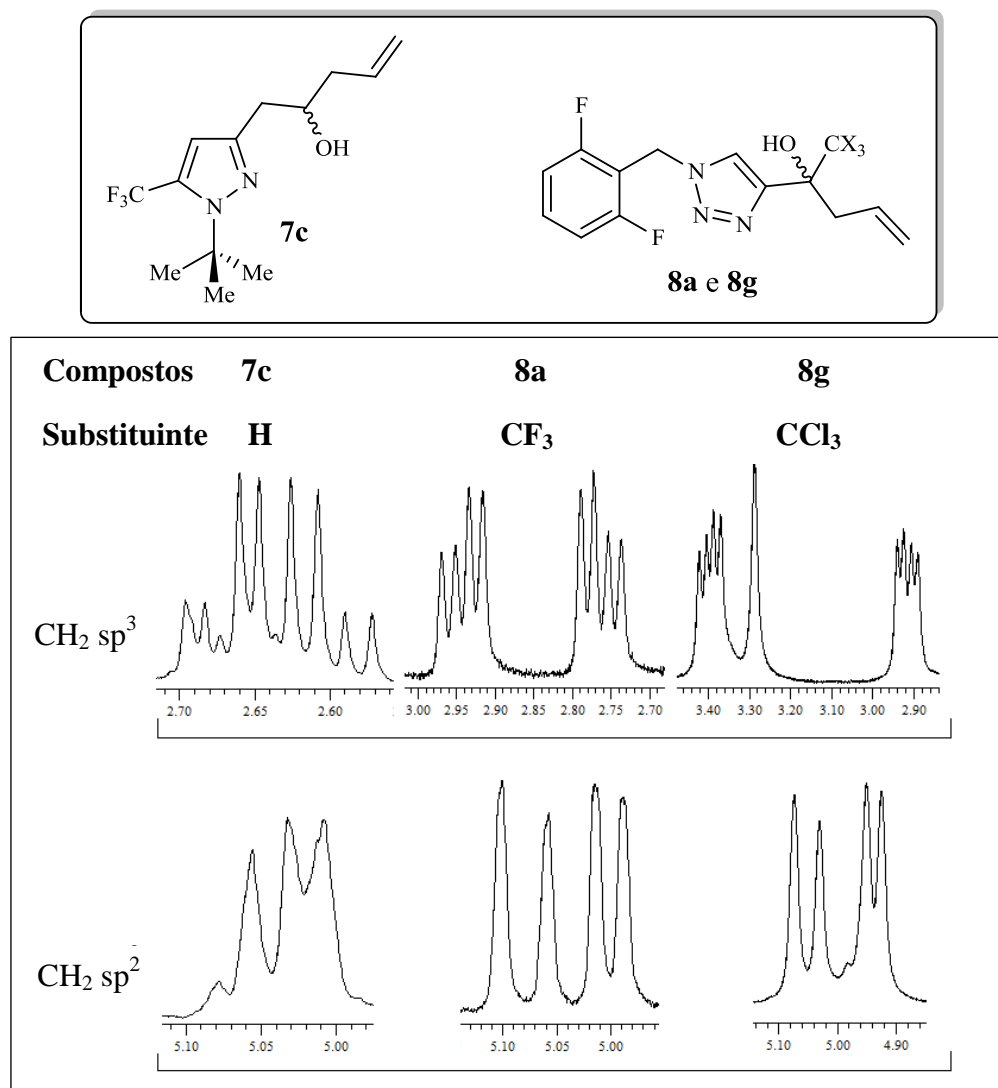 OH
F₃C
N
N
7c
Me
Me
Me
F
F
N
N
N
HO
CX₃
8a e 8g
Compostos 7c 8a 8g
Substituinte H CF₃ CCl₃
CH₂ sp³
2.70 2.65 2.60
3.00 2.95 2.90 2.85 2.80 2.75 2.70
3.40 3.30 3.20 3.10 3.00 2.90
CH₂ sp²
5.10 5.05 5.00
5.10 5.05 5.00
5.10 5.00 4.90